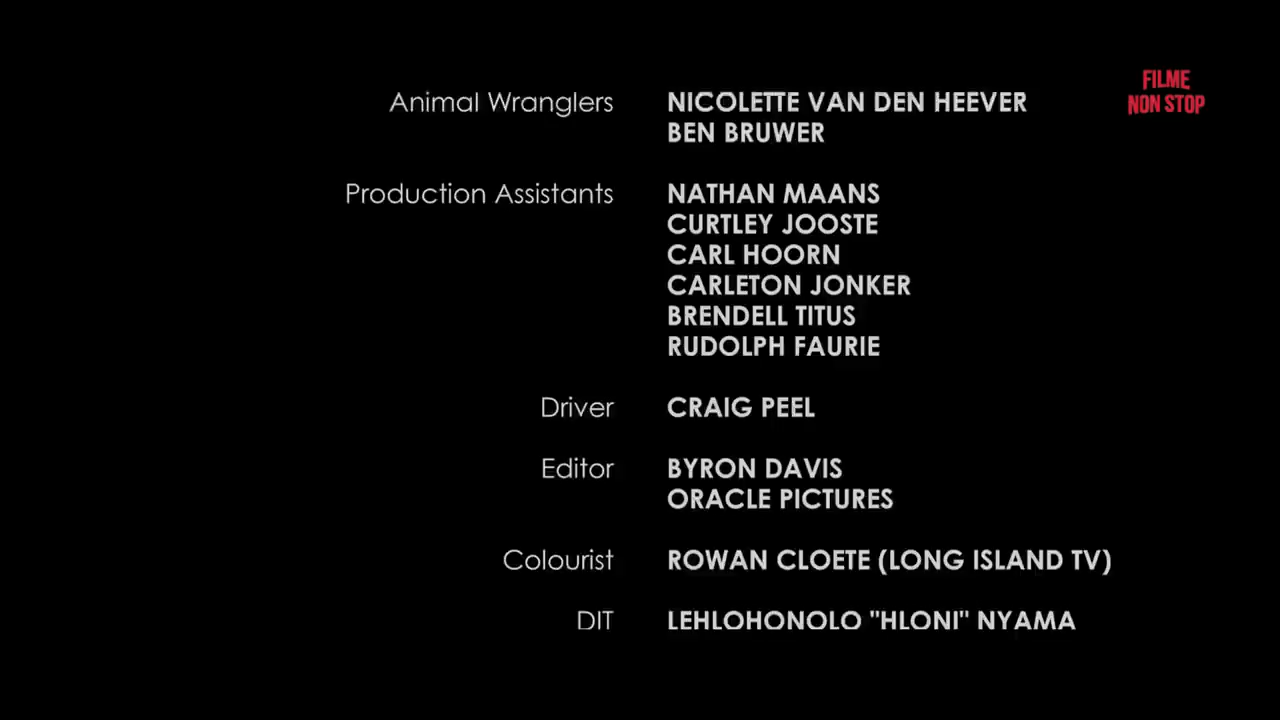 Animal Wranglers NICOLETTE VAN DEN HEEVER
BEN BRUWER
Production Assistants NATHAN MAANS
CURTLEY JOOSTE
CARL HOORN
CARLETON JONKER
BRENDELL TITUS
RUDOLPH FAURIE
Driver CRAIG PEEL
Editor BYRON DAVIS
ORACLE PICTURES
Colourist ROWAN CLOETE (LONG ISLAND TV)
DIT LEHLOHONOLO "HLONI" NYAMA
FILME
NON STOP